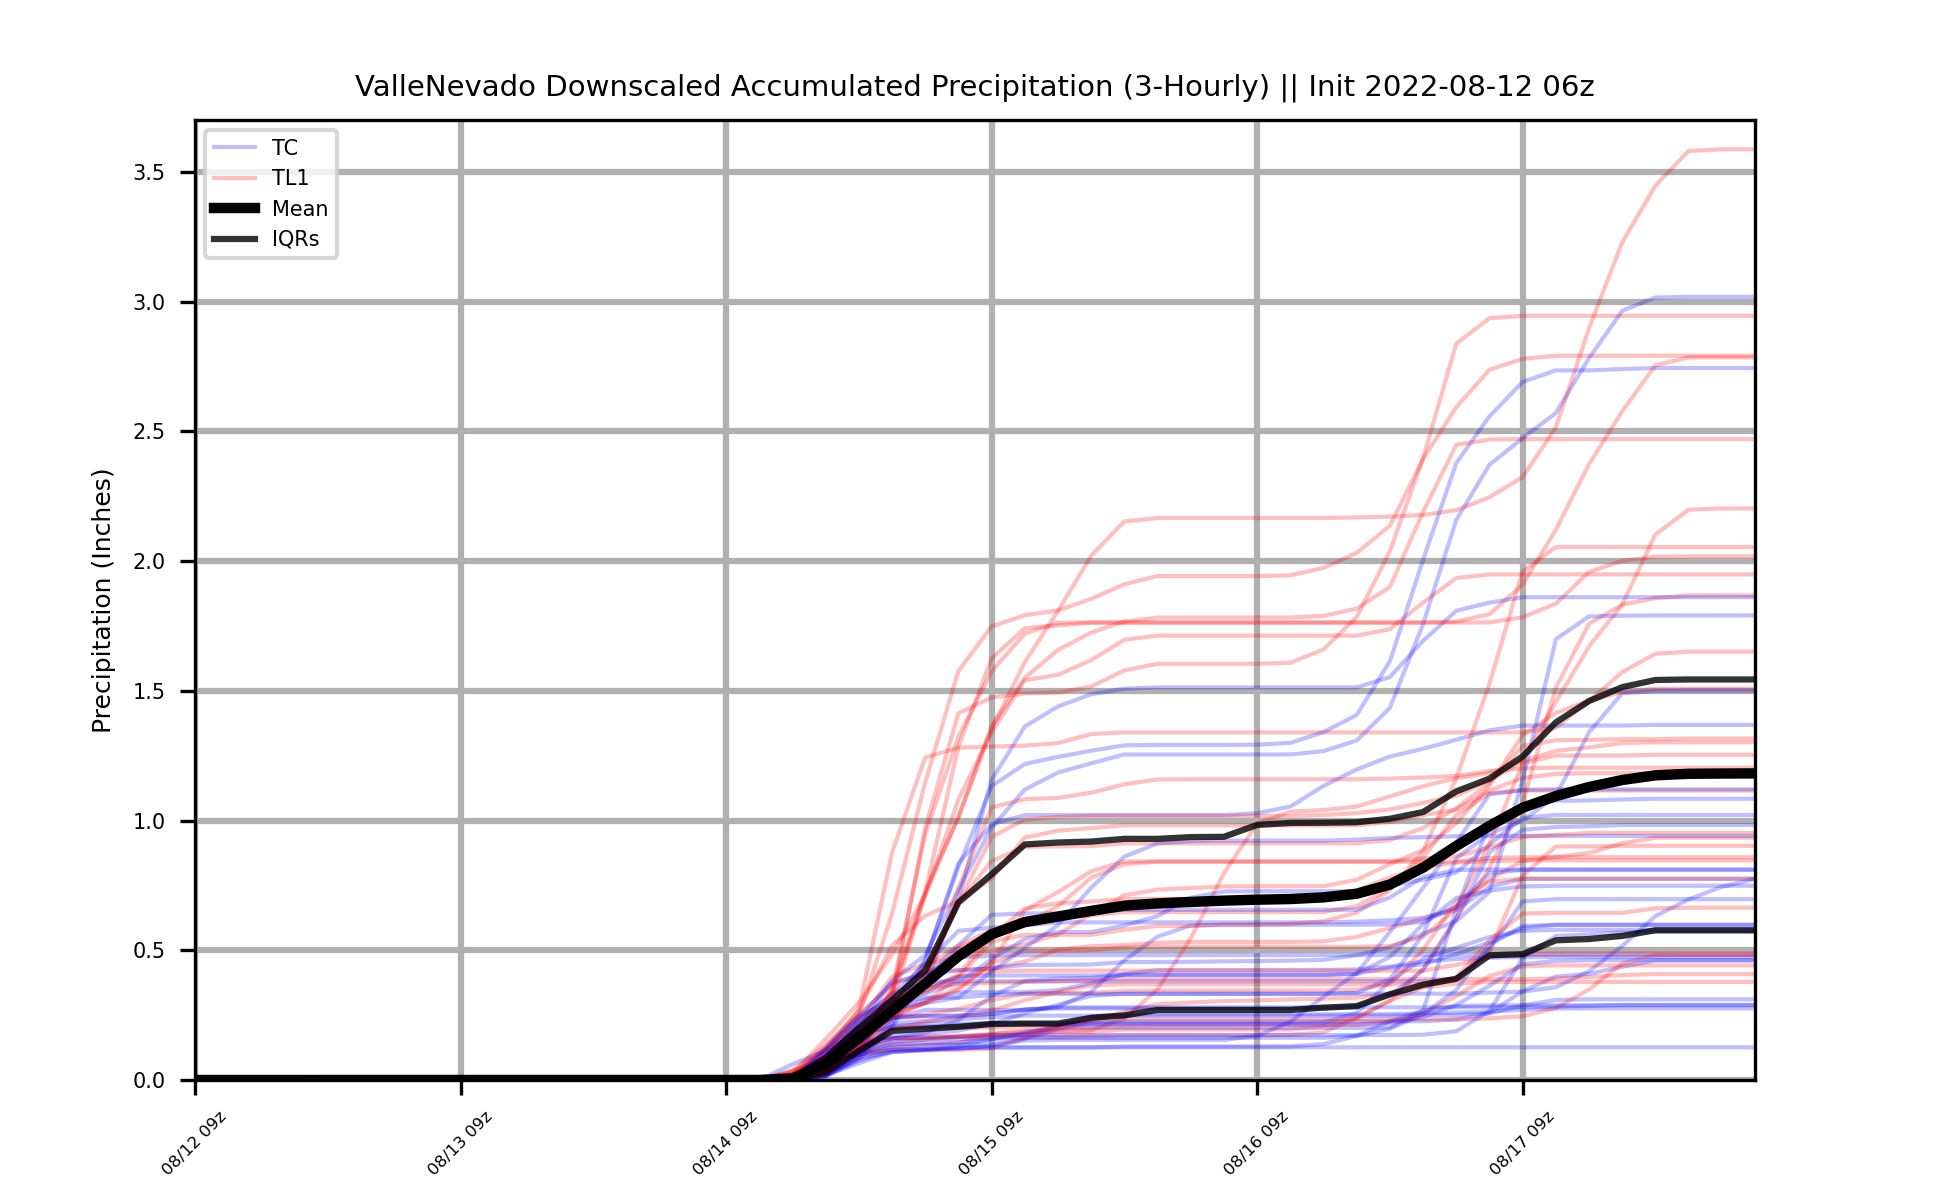 ValleNevado Downscaled Accumulated Precipitation (3-Hourly) || Init 2022-08-12 06z
TC
TL1
Mean
IQRs
Precipitation (Inches)
3.5
3.0
2.5
2.0
1.5
1.0
0.5
0.0
08/12 09z
08/13 09z
08/14 09z
08/15 09z
08/16 09z
08/17 09z